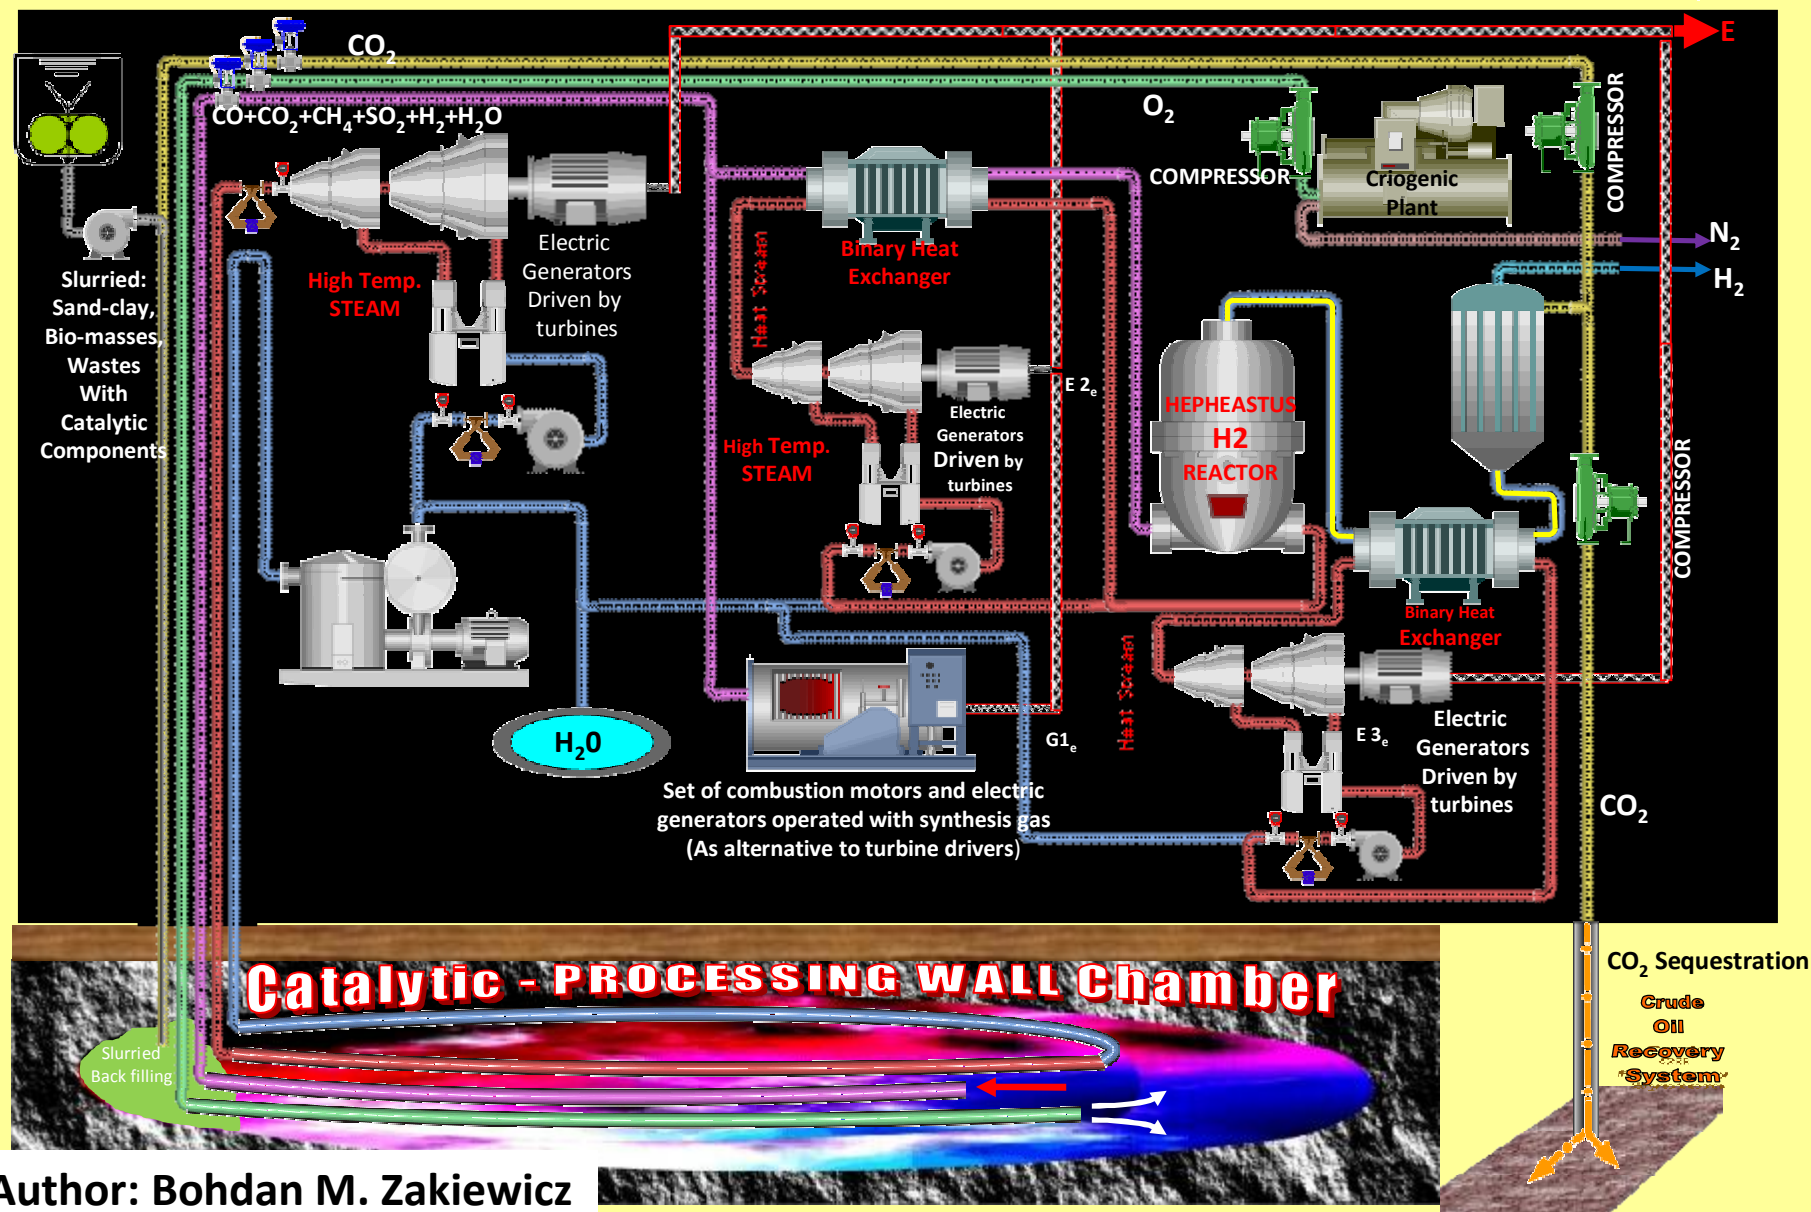 E
CO2
O2
CO+CO2+CH4+SO2+H2+H2O
COMPRESSOR
COMPRESSOR
Criogenic
Plant
N2
H2
Slurried:
Sand-clay,
Bio-masses,
Wastes
With
Catalytic
Components
High Temp.
STEAM
Electric
Generators
Driven by
turbines
Binary Heat
Exchanger
Heat Screen
High Temp.
STEAM
Electric
Generators
Driven by
turbines
E 2e
HEPHEASTUS
H2
REACTOR
COMPRESSOR
Binary Heat
Exchanger
Heat Screen
H20
Set of combustion motors and electric
generators operated with synthesis gas
(As alternative to turbine drivers)
G1e
E 3e
Electric
Generators
Driven by
turbines
CO2
Catalytic - PROCESSING WALL Chamber
Slurried
Back filling
CO2 Sequestration
Crude
Oil
Recovery
System
Author: Bohdan M. Zakiewicz